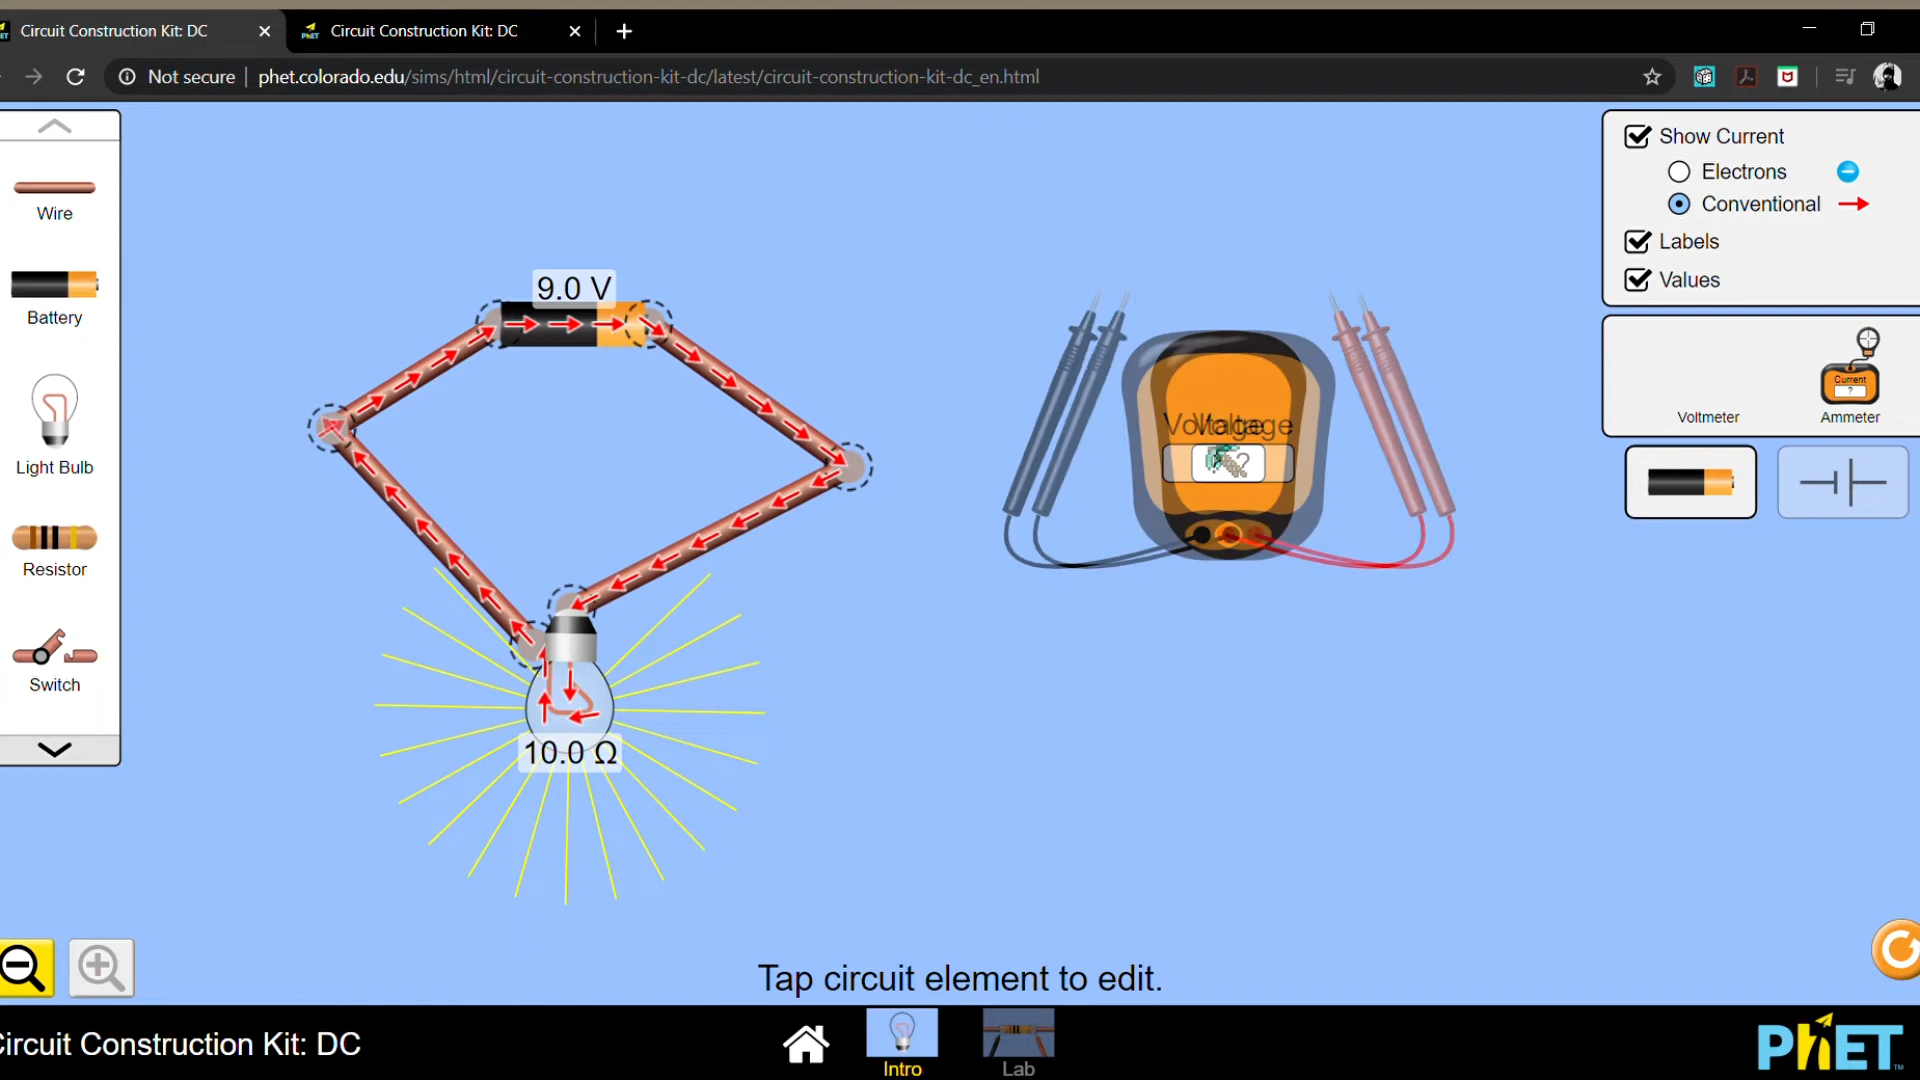 Circuit Construction Kit: DC
Circuit Construction Kit: DC
Not secure
phet.colorado.edu/sims/html/circuit-construction-kit-dc/latest/circuit-construction-kit-dc_en.html
Wire
Battery
Light Bulb
Resistor
Switch
9.0 V
10.0 Ω
Voltage
?
Show Current
Electrons
Conventional
Labels
Values
Voltmeter
Current
?
Ammeter
Tap circuit element to edit.
ircuit Construction Kit: DC
Intro
Lab
PhET